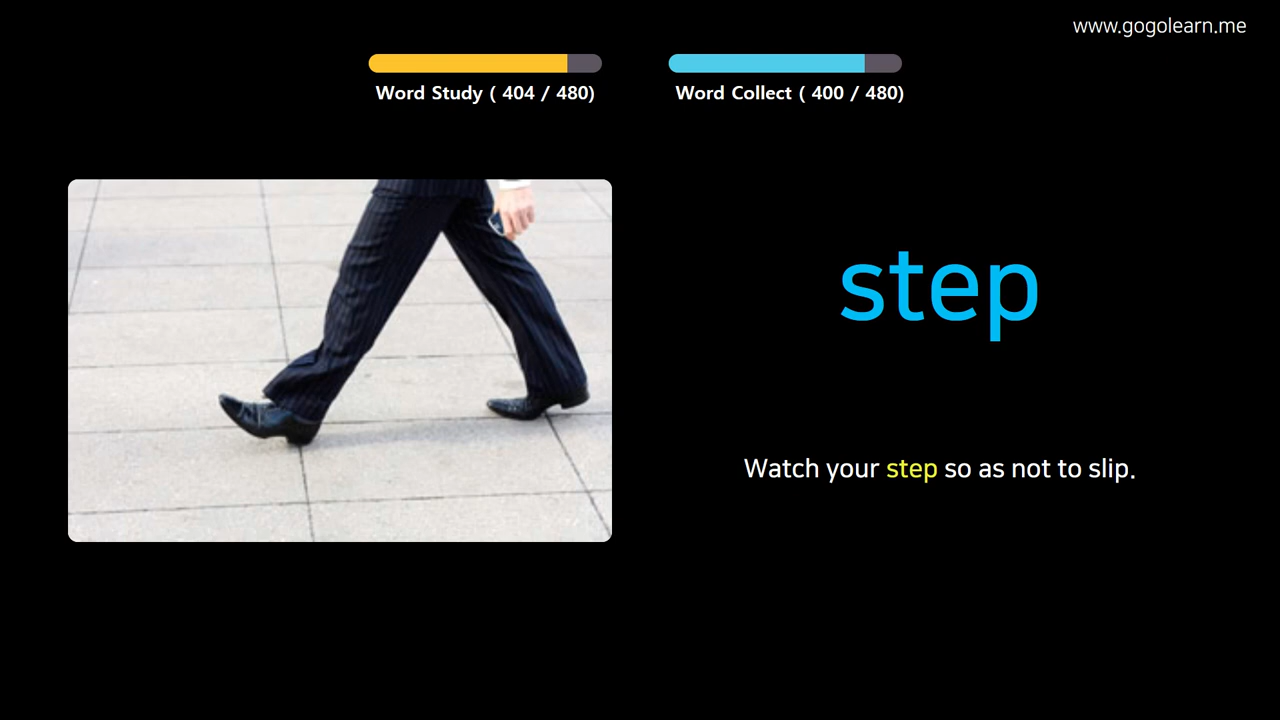 www.gogolearn.me
Word Study ( 404 / 480)
Word Collect ( 400 / 480)
step
Watch your step so as not to slip.